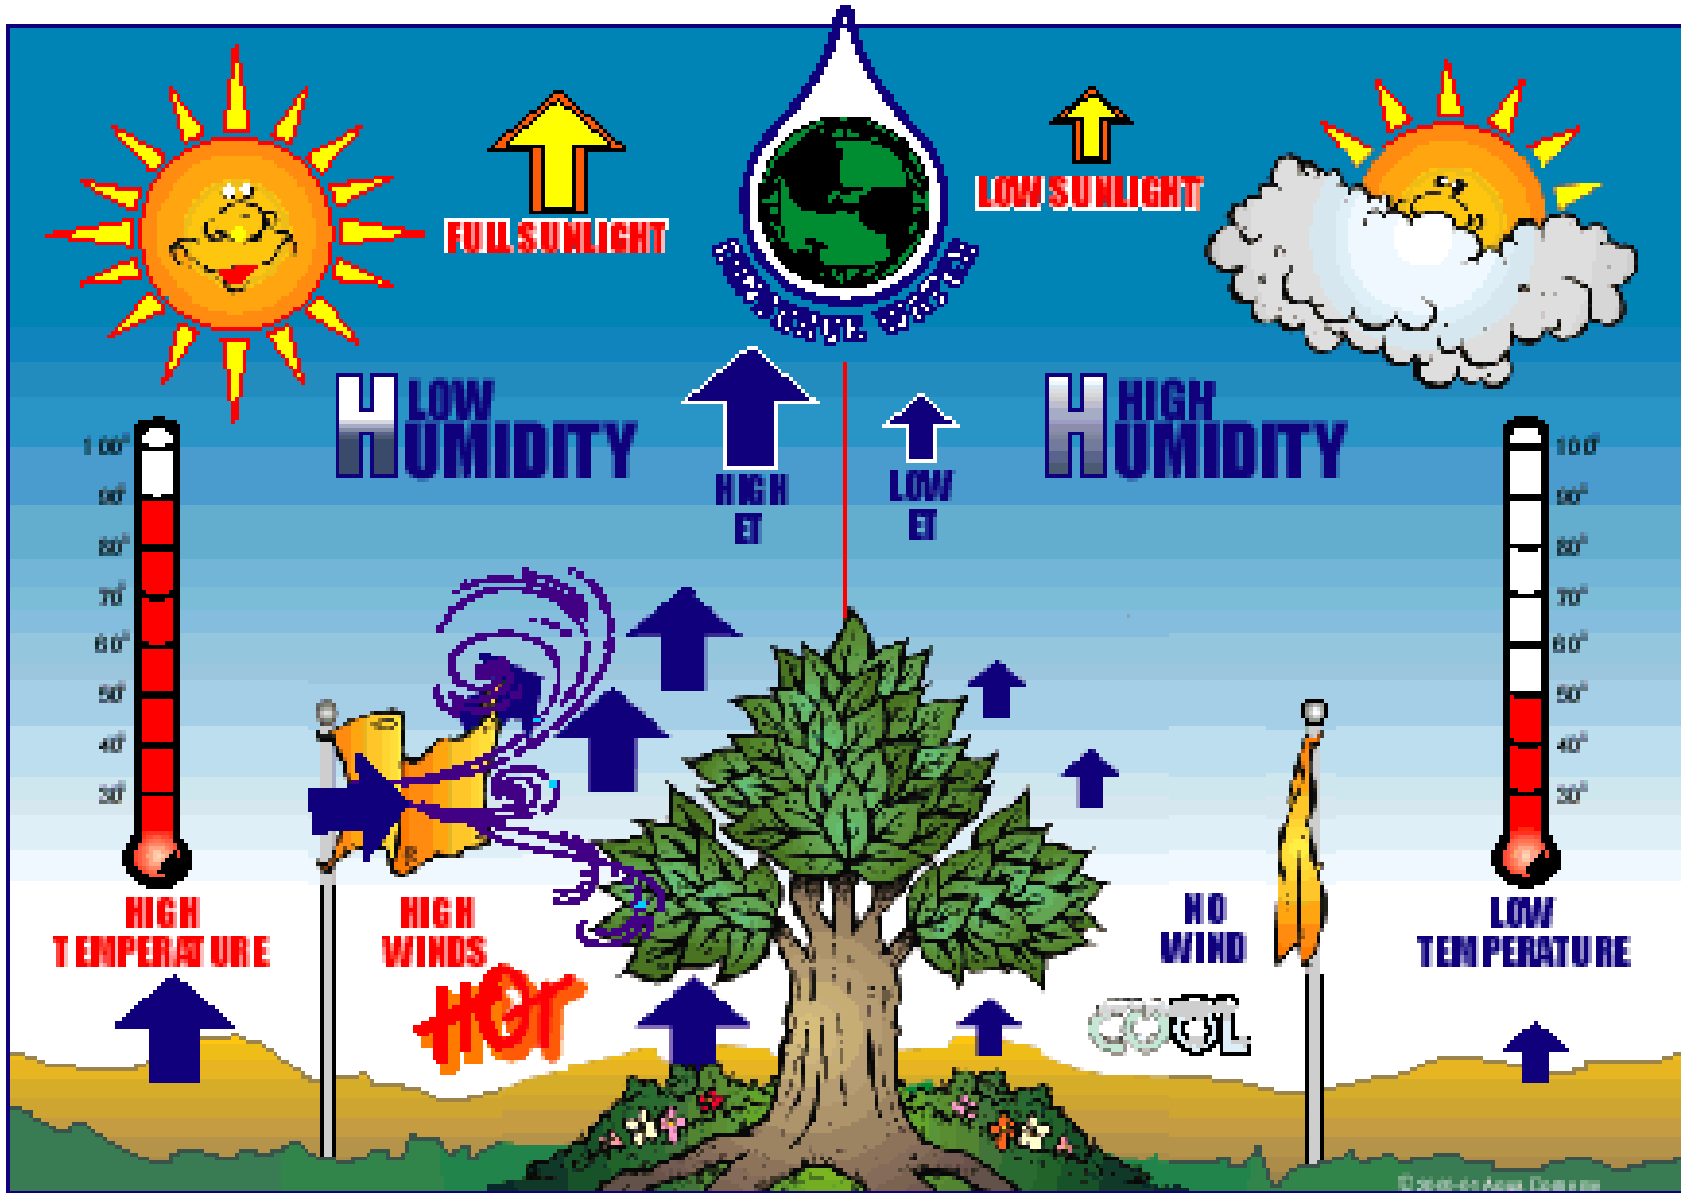 FULL SUNLIGHT
LOW SUNLIGHT
LOW
HUMIDITY
HIGH
ET
LOW
ET
HIGH
HUMIDITY
100°
90°
80°
70°
60°
50°
40°
30°
100°
90°
80°
70°
60°
50°
40°
30°
HIGH
TEMPERATURE
HIGH
WINDS
HOT
NO
WIND
COOL
LOW
TEMPERATURE